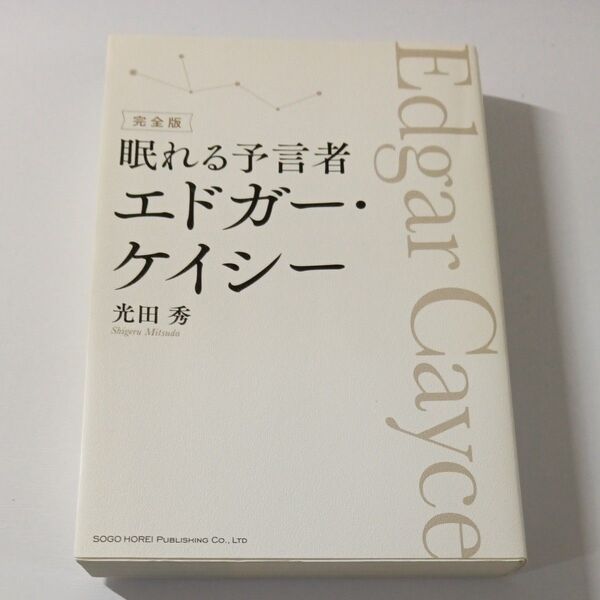 完全版
眠れる予言者
エドガー・
ケイシー
光田 秀
Shigeru Mitsuda
Edgar Cayce
SOGO HOREI PUBLISHING CO., LTD